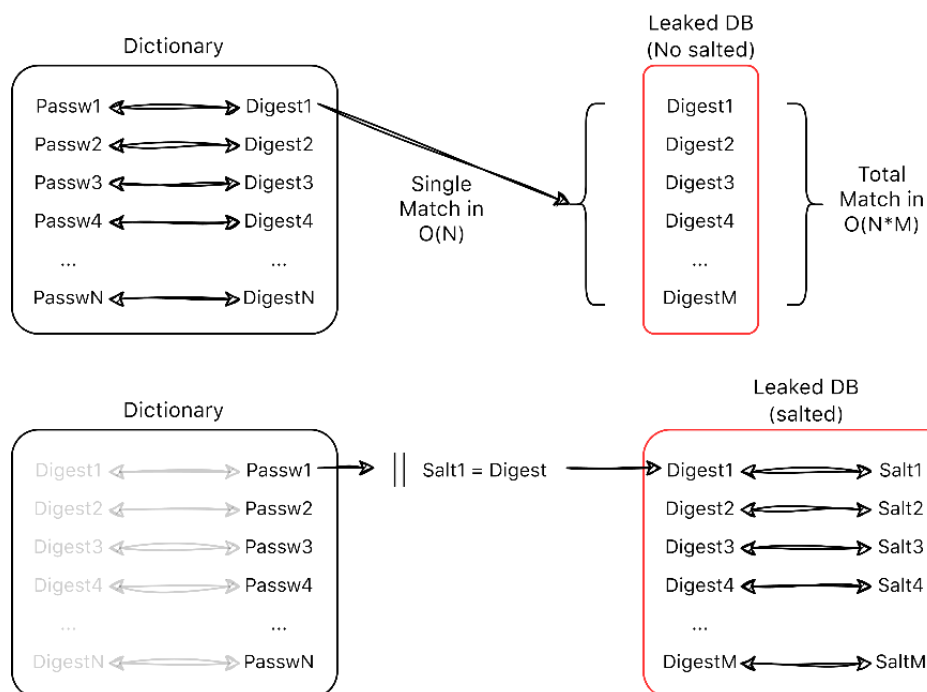 Dictionary
Leaked DB
(No salted)
Passw1 Digest1
Passw2 Digest2
Passw3 Digest3
Passw4 Digest4
... ...
PasswN DigestN
Single
Match in
O(N)
Digest1
Digest2
Digest3
Digest4
...
DigestM
Total
Match in
O(N*M)
Dictionary
Leaked DB
(salted)
Digest1 Passw1
Digest2 Passw2
Digest3 Passw3
Digest4 Passw4
... ...
DigestN PasswN
|| Salt1 = Digest
Digest1 Salt1
Digest2 Salt2
Digest3 Salt3
Digest4 Salt4
...
DigestM SaltM